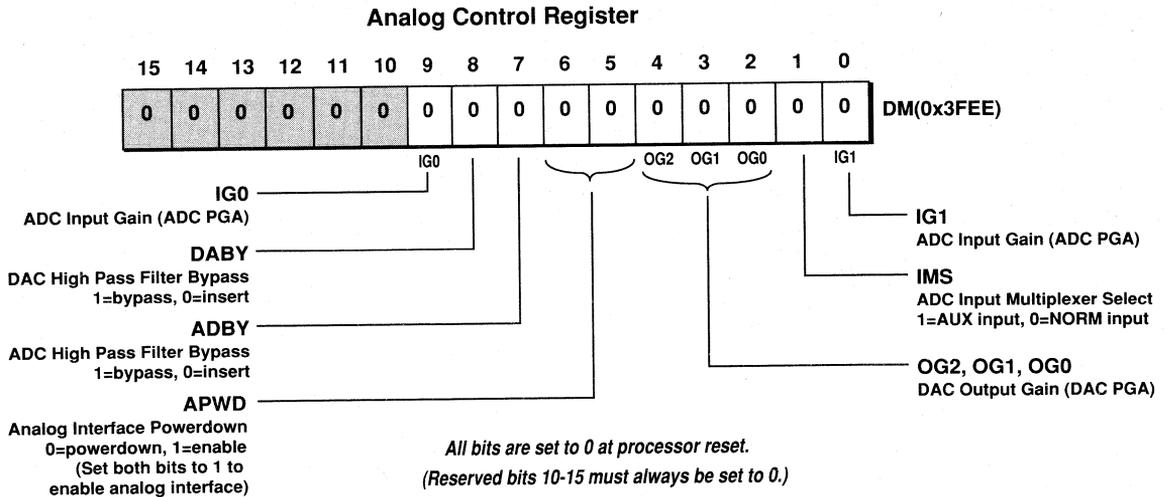 Analog Control Register
15 14 13 12 11 10 9 8 7 6 5 4 3 2 1 0
0 0 0 0 0 0 0 0 0 0 0 0 0 0 0 0 DM(0x3FEE)
IG0 OG2 OG1 OG0 IG1
IG0
ADC Input Gain (ADC PGA)
DABY
DAC High Pass Filter Bypass
1=bypass, 0=insert
ADBY
ADC High Pass Filter Bypass
1=bypass, 0=insert
APWD
Analog Interface Powerdown
0=powerdown, 1=enable
(Set both bits to 1 to
enable analog interface)
IG1
ADC Input Gain (ADC PGA)
IMS
ADC Input Multiplexer Select
1=AUX input, 0=NORM input
OG2, OG1, OG0
DAC Output Gain (DAC PGA)
All bits are set to 0 at processor reset.
(Reserved bits 10-15 must always be set to 0.)